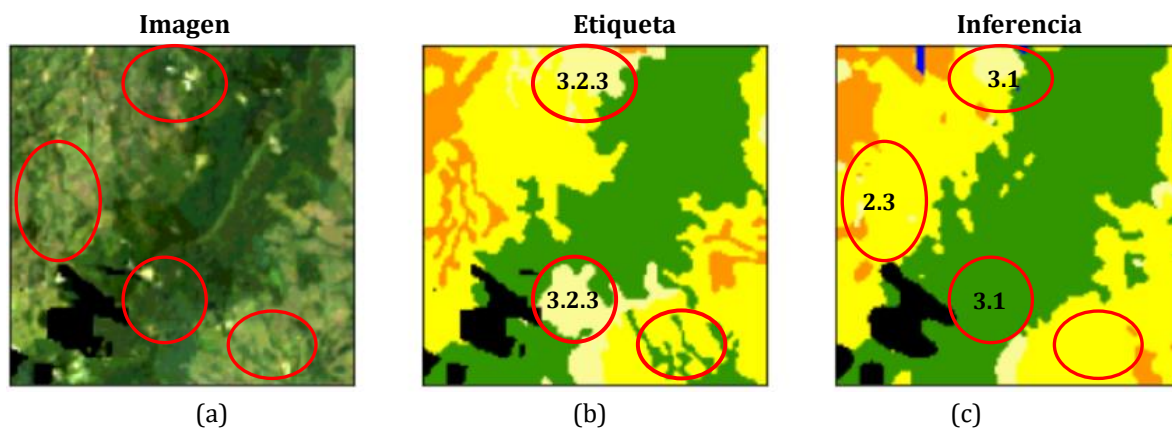 Imagen Etiqueta Inferencia
3.2.3 3.1
2.3
3.2.3 3.1
(a) (b) (c)